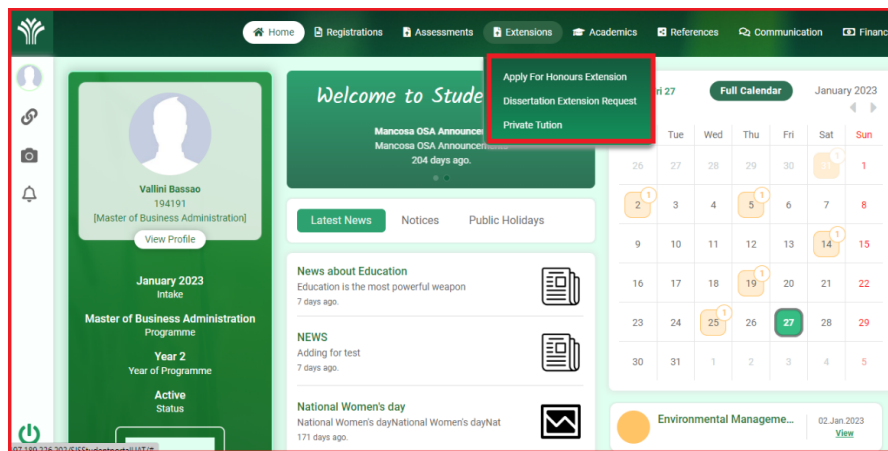 Home
Registrations
Assessments
Extensions
Academics
References
Communication
Financ
Apply For Honours Extension
Dissertation Extension Request
Private Tution
Vallini Bassao
194191
[Master of Business Administration]
View Profile
January 2023
Intake
Master of Business Administration
Programme
Year 2
Year of Programme
Active
Status
Welcome to Stude
Mancosa OSA Announce
Mancosa OSA Announcements
204 days ago.
Latest News Notices Public Holidays
News about Education
Education is the most powerful weapon
7 days ago.
NEWS
Adding for test
7 days ago.
National Women's day
National Women's dayNational Women's dayNat
171 days ago.
ri 27 Full Calendar January 2023
Tue Wed Thu Fri Sat Sun
26 27 28 29 30 1
2 1 3 4 5 1 6 7 8
9 10 11 12 13 14 1 15
16 17 18 19 1 20 21 22
23 24 25 1 26 27 28 29
30 31 1 2 3 4 5
Environmental Manageme... 02.Jan.2023
View